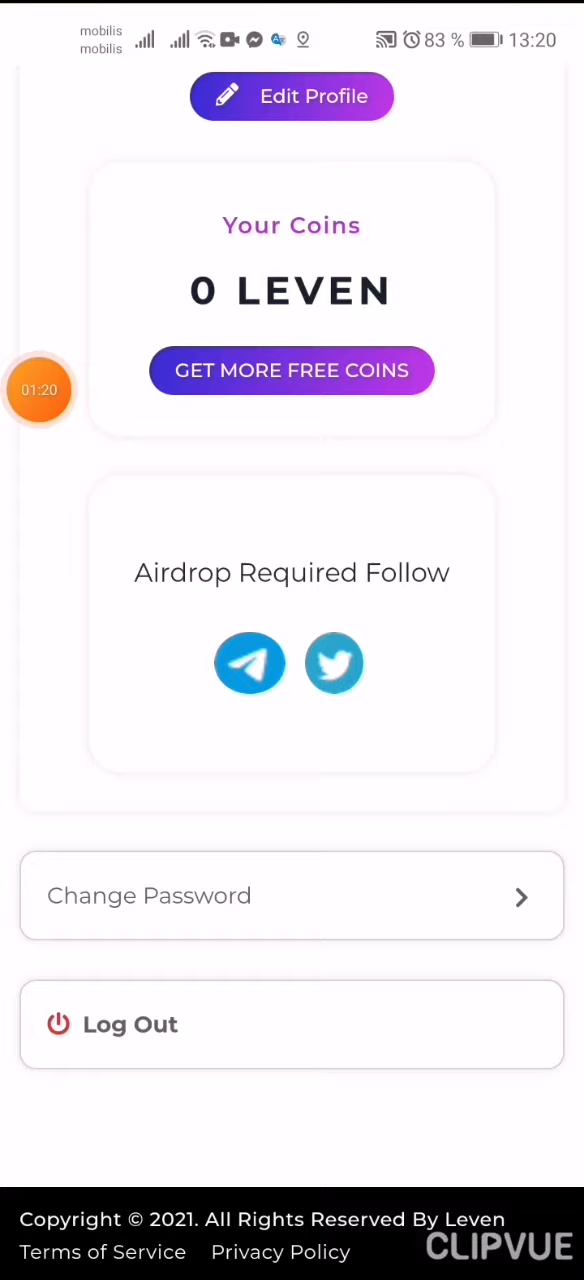 mobilis
mobilis
83 % 13:20
Edit Profile
Your Coins
0 LEVEN
GET MORE FREE COINS
01:20
Airdrop Required Follow
Change Password
Log Out
Copyright © 2021. All Rights Reserved By Leven
Terms of Service Privacy Policy
CLIPVUE